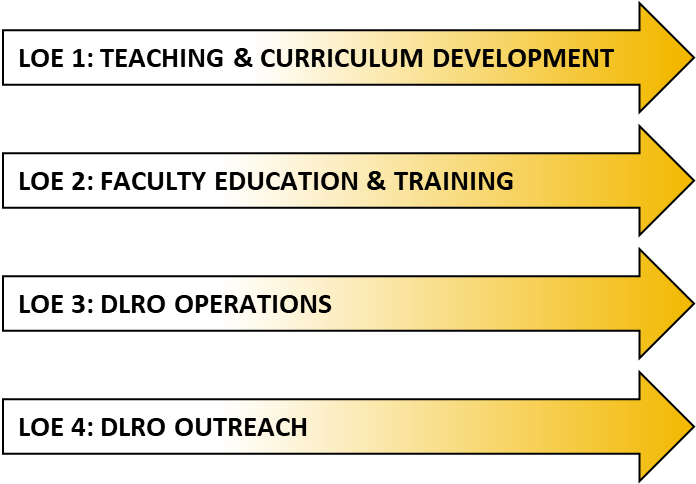 LOE 1: TEACHING & CURRICULUM DEVELOPMENT
LOE 2: FACULTY EDUCATION & TRAINING
LOE 3: DLRO OPERATIONS
LOE 4: DLRO OUTREACH